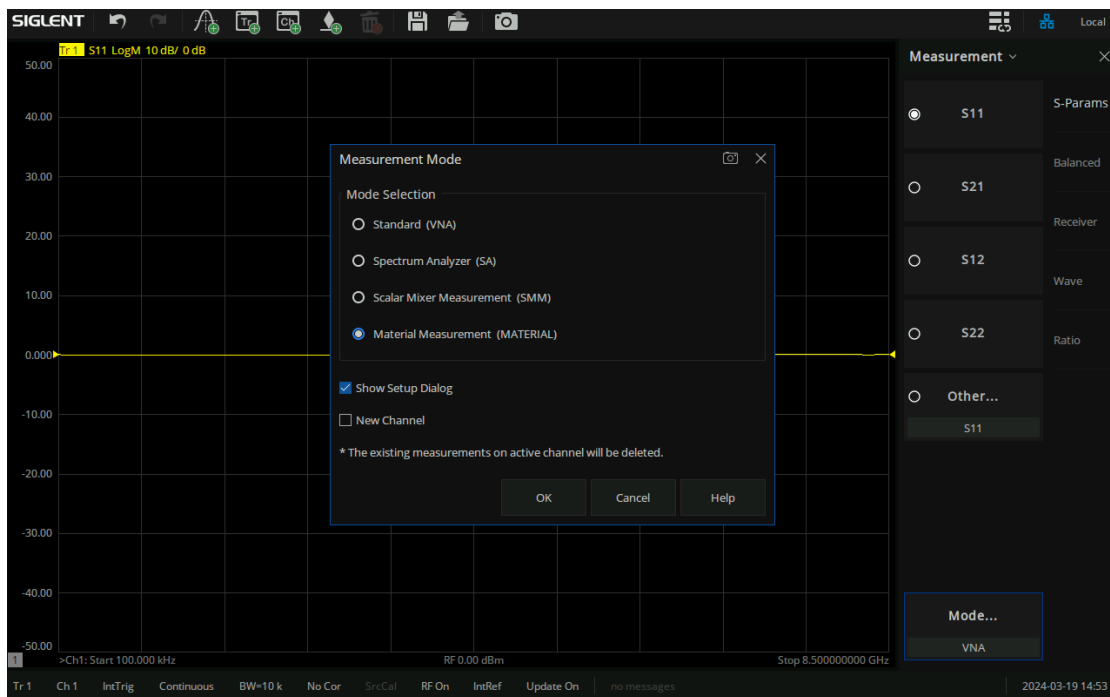 SIGLENT Tr Ch Local
Tr 1 S11 LogM 10 dB/ 0 dB
50.00
40.00
30.00
20.00
10.00
0.000
-10.00
-20.00
-30.00
-40.00
-50.00
Measurement Mode
Mode Selection
Standard (VNA)
Spectrum Analyzer (SA)
Scalar Mixer Measurement (SMM)
Material Measurement (MATERIAL)
Show Setup Dialog
New Channel
* The existing measurements on active channel will be deleted.
OK Cancel Help
Measurement
S11
S21
S12
S22
Other...
S11
Mode...
VNA
S-Params
Balanced
Receiver
Wave
Ratio
1 >Ch1: Start 100.000 kHz RF 0.00 dBm Stop 8.500000000 GHz
Tr 1 Ch 1 IntTrig Continuous BW=10 k No Cor SrcCal RF On IntRef Update On no messages 2024-03-19 14:53